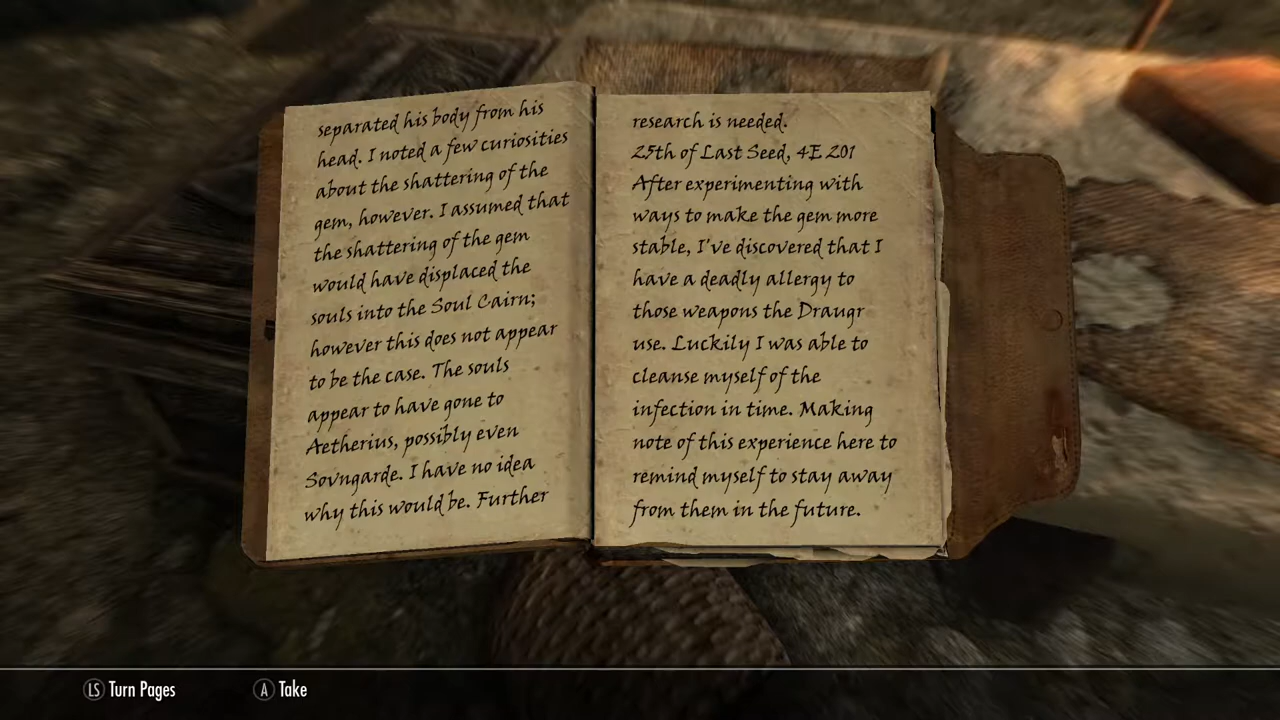 separated his body from his
head. I noted a few curiosities
about the shattering of the
gem, however. I assumed that
the shattering of the gem
would have displaced the
souls into the Soul Cairn;
however this does not appear
to be the case. The souls
appear to have gone to
Aetherius, possibly even
Sovngarde. I have no idea
why this would be. Further
research is needed.
25th of Last Seed, 4E 201
After experimenting with
ways to make the gem more
stable, I've discovered that I
have a deadly allergy to
those weapons the Draugr
use. Luckily I was able to
cleanse myself of the
infection in time. Making
note of this experience here to
remind myself to stay away
from them in the future.
LS Turn Pages
A Take